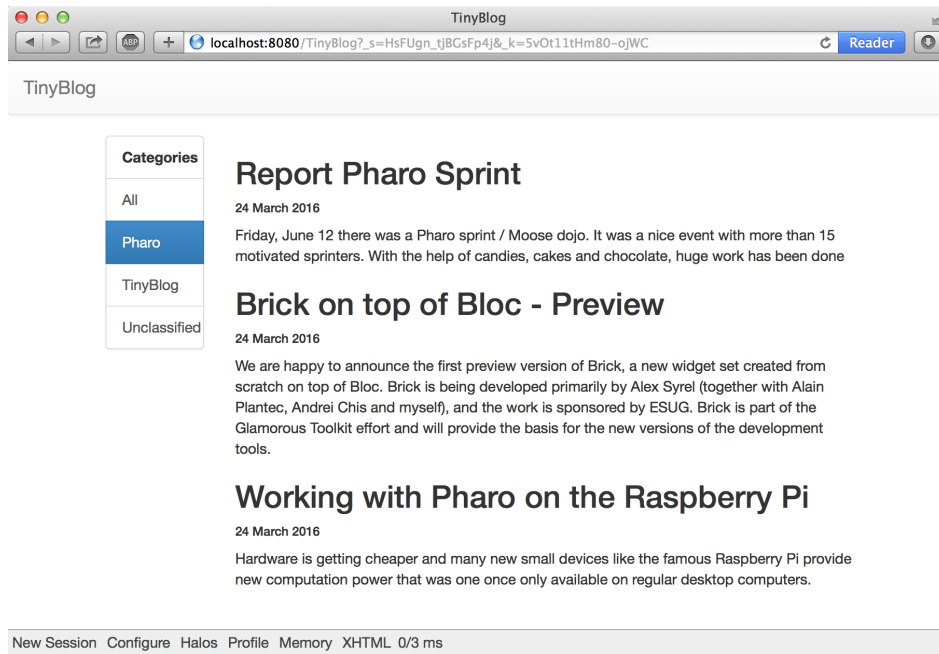 TinyBlog
ABP
localhost:8080/TinyBlog?_s=HsFUgn_tjBGsFp4j&_k=5vOt11tHm80-ojWC
Reader
TinyBlog
Categories
All
Pharo
TinyBlog
Unclassified
Report Pharo Sprint
24 March 2016
Friday, June 12 there was a Pharo sprint / Moose dojo. It was a nice event with more than 15
motivated sprinters. With the help of candies, cakes and chocolate, huge work has been done
Brick on top of Bloc - Preview
24 March 2016
We are happy to announce the first preview version of Brick, a new widget set created from
scratch on top of Bloc. Brick is being developed primarily by Alex Syrel (together with Alain
Plantec, Andrei Chis and myself), and the work is sponsored by ESUG. Brick is part of the
Glamorous Toolkit effort and will provide the basis for the new versions of the development
tools.
Working with Pharo on the Raspberry Pi
24 March 2016
Hardware is getting cheaper and many new small devices like the famous Raspberry Pi provide
new computation power that was one once only available on regular desktop computers.
New Session Configure Halos Profile Memory XHTML 0/3 ms